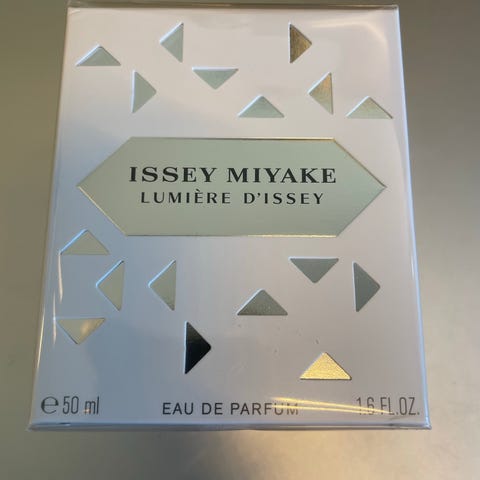 ISSEY MIYAKE
LUMIÈRE D'ISSEY
℮50 ml EAU DE PARFUM 1.6 FL.OZ.